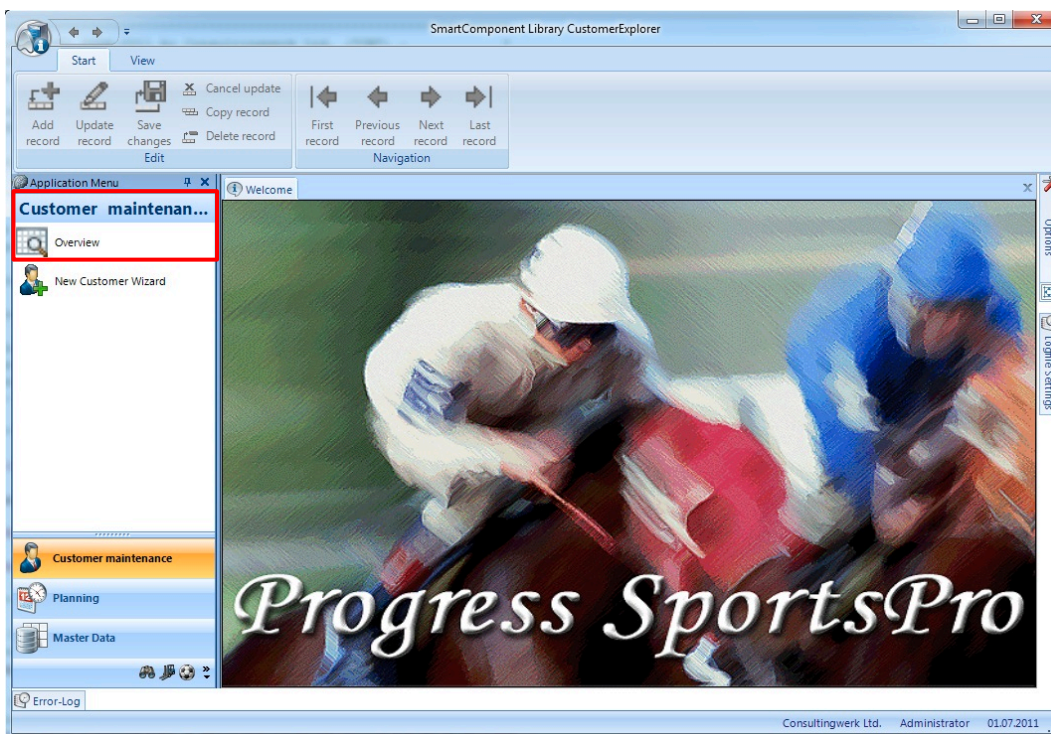 SmartComponent Library CustomerExplorer
Start View
Add record
Update record
Save changes
Cancel update
Copy record
Delete record
Edit
First record
Previous record
Next record
Last record
Navigation
Application Menu
Customer maintenan...
Overview
New Customer Wizard
Customer maintenance
Planning
Master Data
Error-Log
Welcome
Progress SportsPro
Options
Logfile Settings
Consultingwerk Ltd. Administrator 01.07.2011